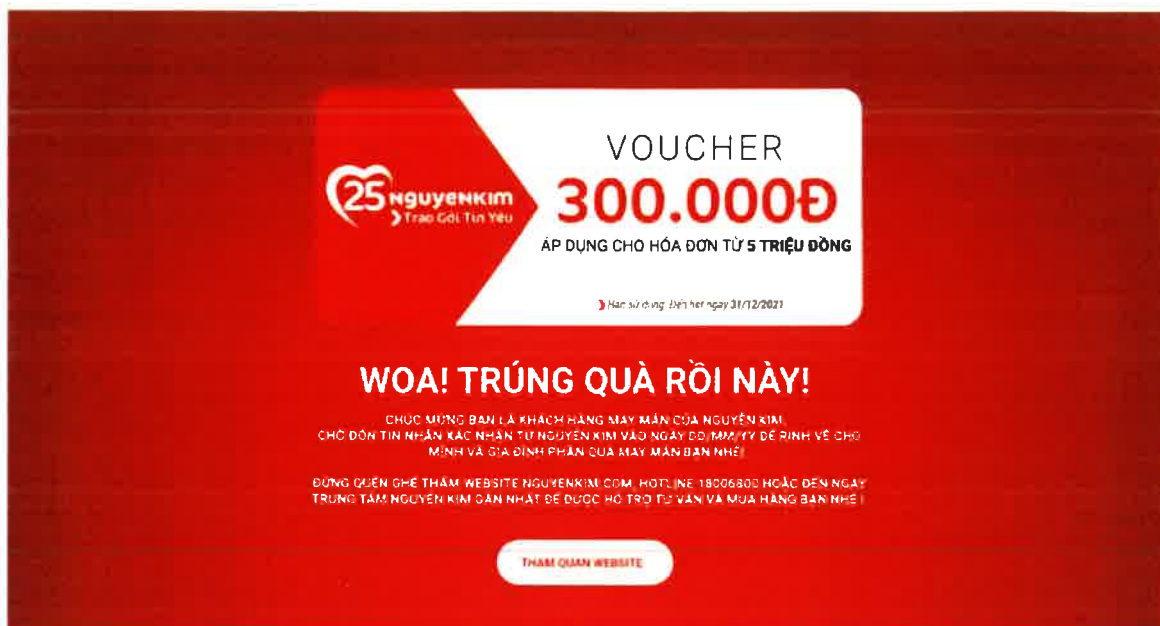 VOUCHER
25 NGUYENKIM
Trao Gởi Tin Yêu
300.000Đ
ÁP DỤNG CHO HÓA ĐƠN TỪ 5 TRIỆU ĐỒNG
Hạn sử dụng: Đến hết ngày 31/12/2021
WOA! TRÚNG QUÀ RỒI NÀY!
CHÚC MỪNG BẠN LÀ KHÁCH HÀNG MAY MẮN CỦA NGUYỄN KIM,
CHỜ ĐÓN TIN NHẮN XÁC NHẬN TỪ NGUYỄN KIM VÀO NGÀY DD/MM/YY ĐỂ RINH VỀ CHO
MÌNH VÀ GIA ĐÌNH PHẦN QUÀ MAY MẮN BẠN NHÉ!
ĐỪNG QUÊN GHÉ THĂM WEBSITE NGUYENKIM.COM, HOTLINE 18006800 HOẶC ĐẾN NGAY
TRUNG TÂM NGUYỄN KIM GẦN NHẤT ĐỂ ĐƯỢC HỖ TRỢ TƯ VẤN VÀ MUA HÀNG BẠN NHÉ !
THAM QUAN WEBSITE